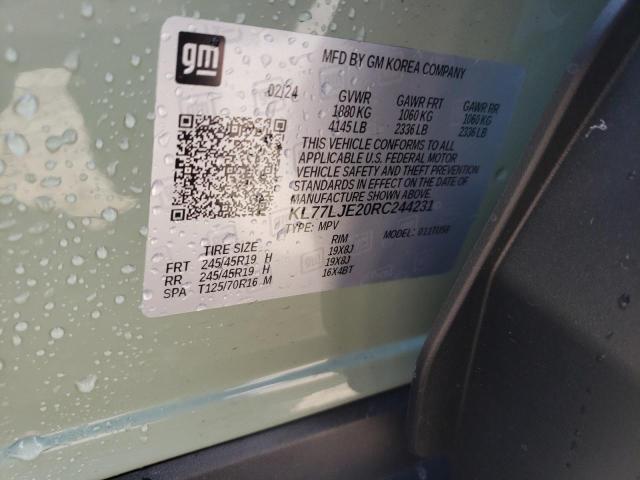 gm
MFD BY GM KOREA COMPANY
02/24 GVWR GAWR FRT GAWR RR
1880 KG 1060 KG 1060 KG
4145 LB 2336 LB 2336 LB
THIS VEHICLE CONFORMS TO ALL
APPLICABLE U.S. FEDERAL MOTOR
VEHICLE SAFETY AND THEFT PREVENTION
STANDARDS IN EFFECT ON THE DATE OF
MANUFACTURE SHOWN ABOVE.
KL77LJE20RC244231
TYPE: MPV MODEL:
TIRE SIZE RIM
FRT 245/45R19 H 19X8J
RR 245/45R19 H 19X8J
SPA T125/70R16 M 16X4BT